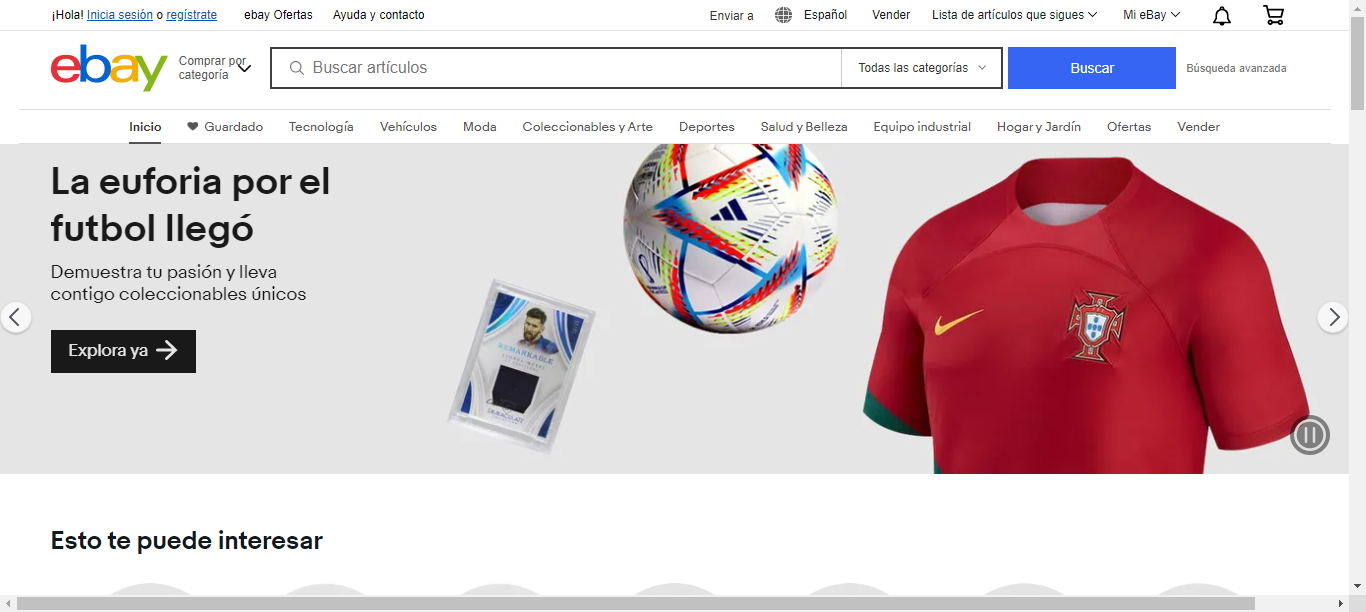 ¡Hola! Inicia sesión o regístrate ebay Ofertas Ayuda y contacto Enviar a Español Vender Lista de artículos que sigues Mi eBay
ebay Comprar por categoría Buscar artículos Todas las categorías Buscar Búsqueda avanzada
Inicio Guardado Tecnología Vehículos Moda Coleccionables y Arte Deportes Salud y Belleza Equipo industrial Hogar y Jardín Ofertas Vender
La euforia por el
futbol llegó
Demuestra tu pasión y lleva
contigo coleccionables únicos
Explora ya
REMARKABLE
IMMACULATE
Esto te puede interesar